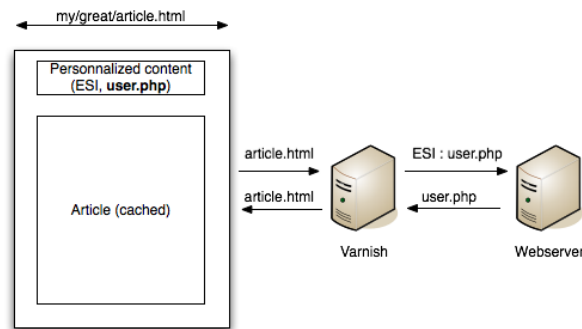 my/great/article.html
Personnalized content
(ESI, user.php)
Article (cached)
article.html
article.html
Varnish
ESI : user.php
user.php
Webserver